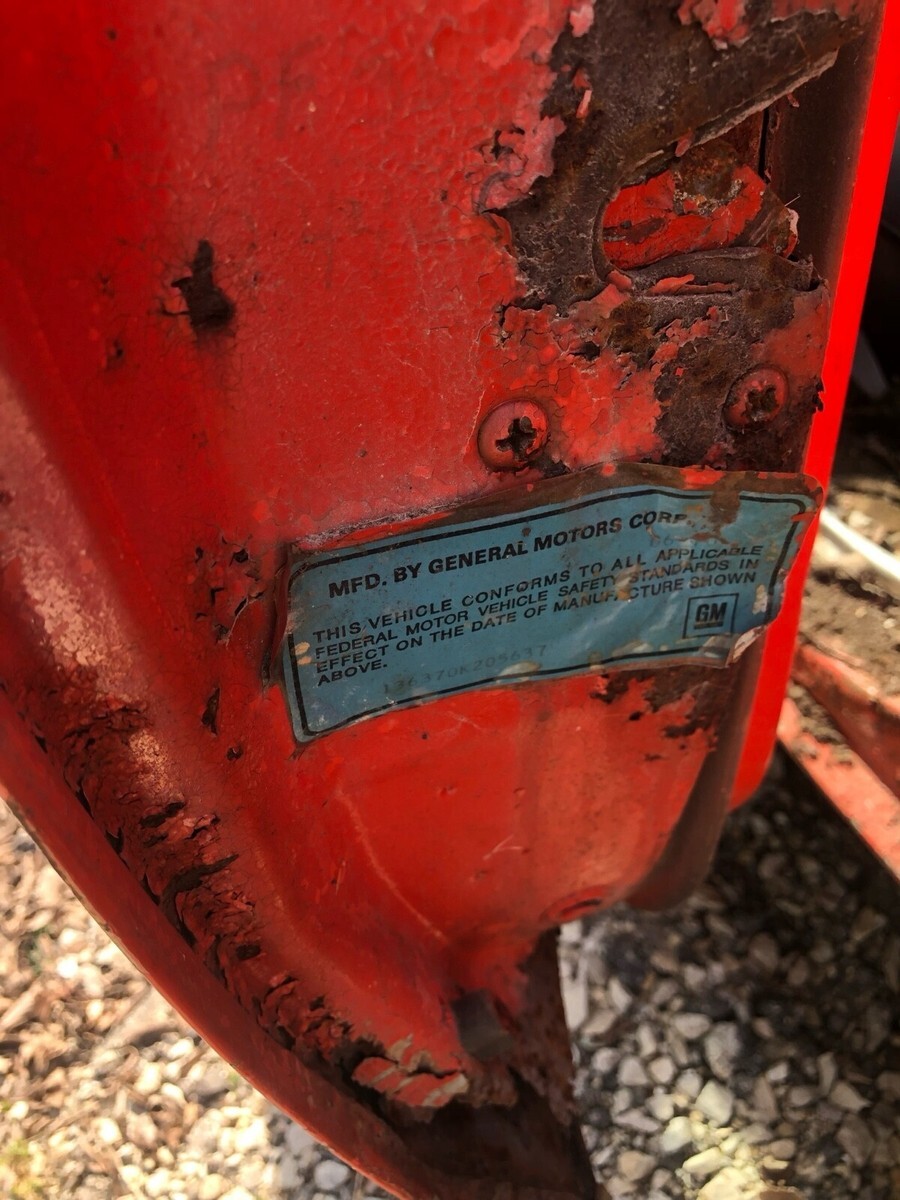 MFD. BY GENERAL MOTORS CORP.
THIS VEHICLE CONFORMS TO ALL APPLICABLE
FEDERAL MOTOR VEHICLE SAFETY STANDARDS IN
EFFECT ON THE DATE OF MANUFACTURE SHOWN
ABOVE.
GM
136370K205637